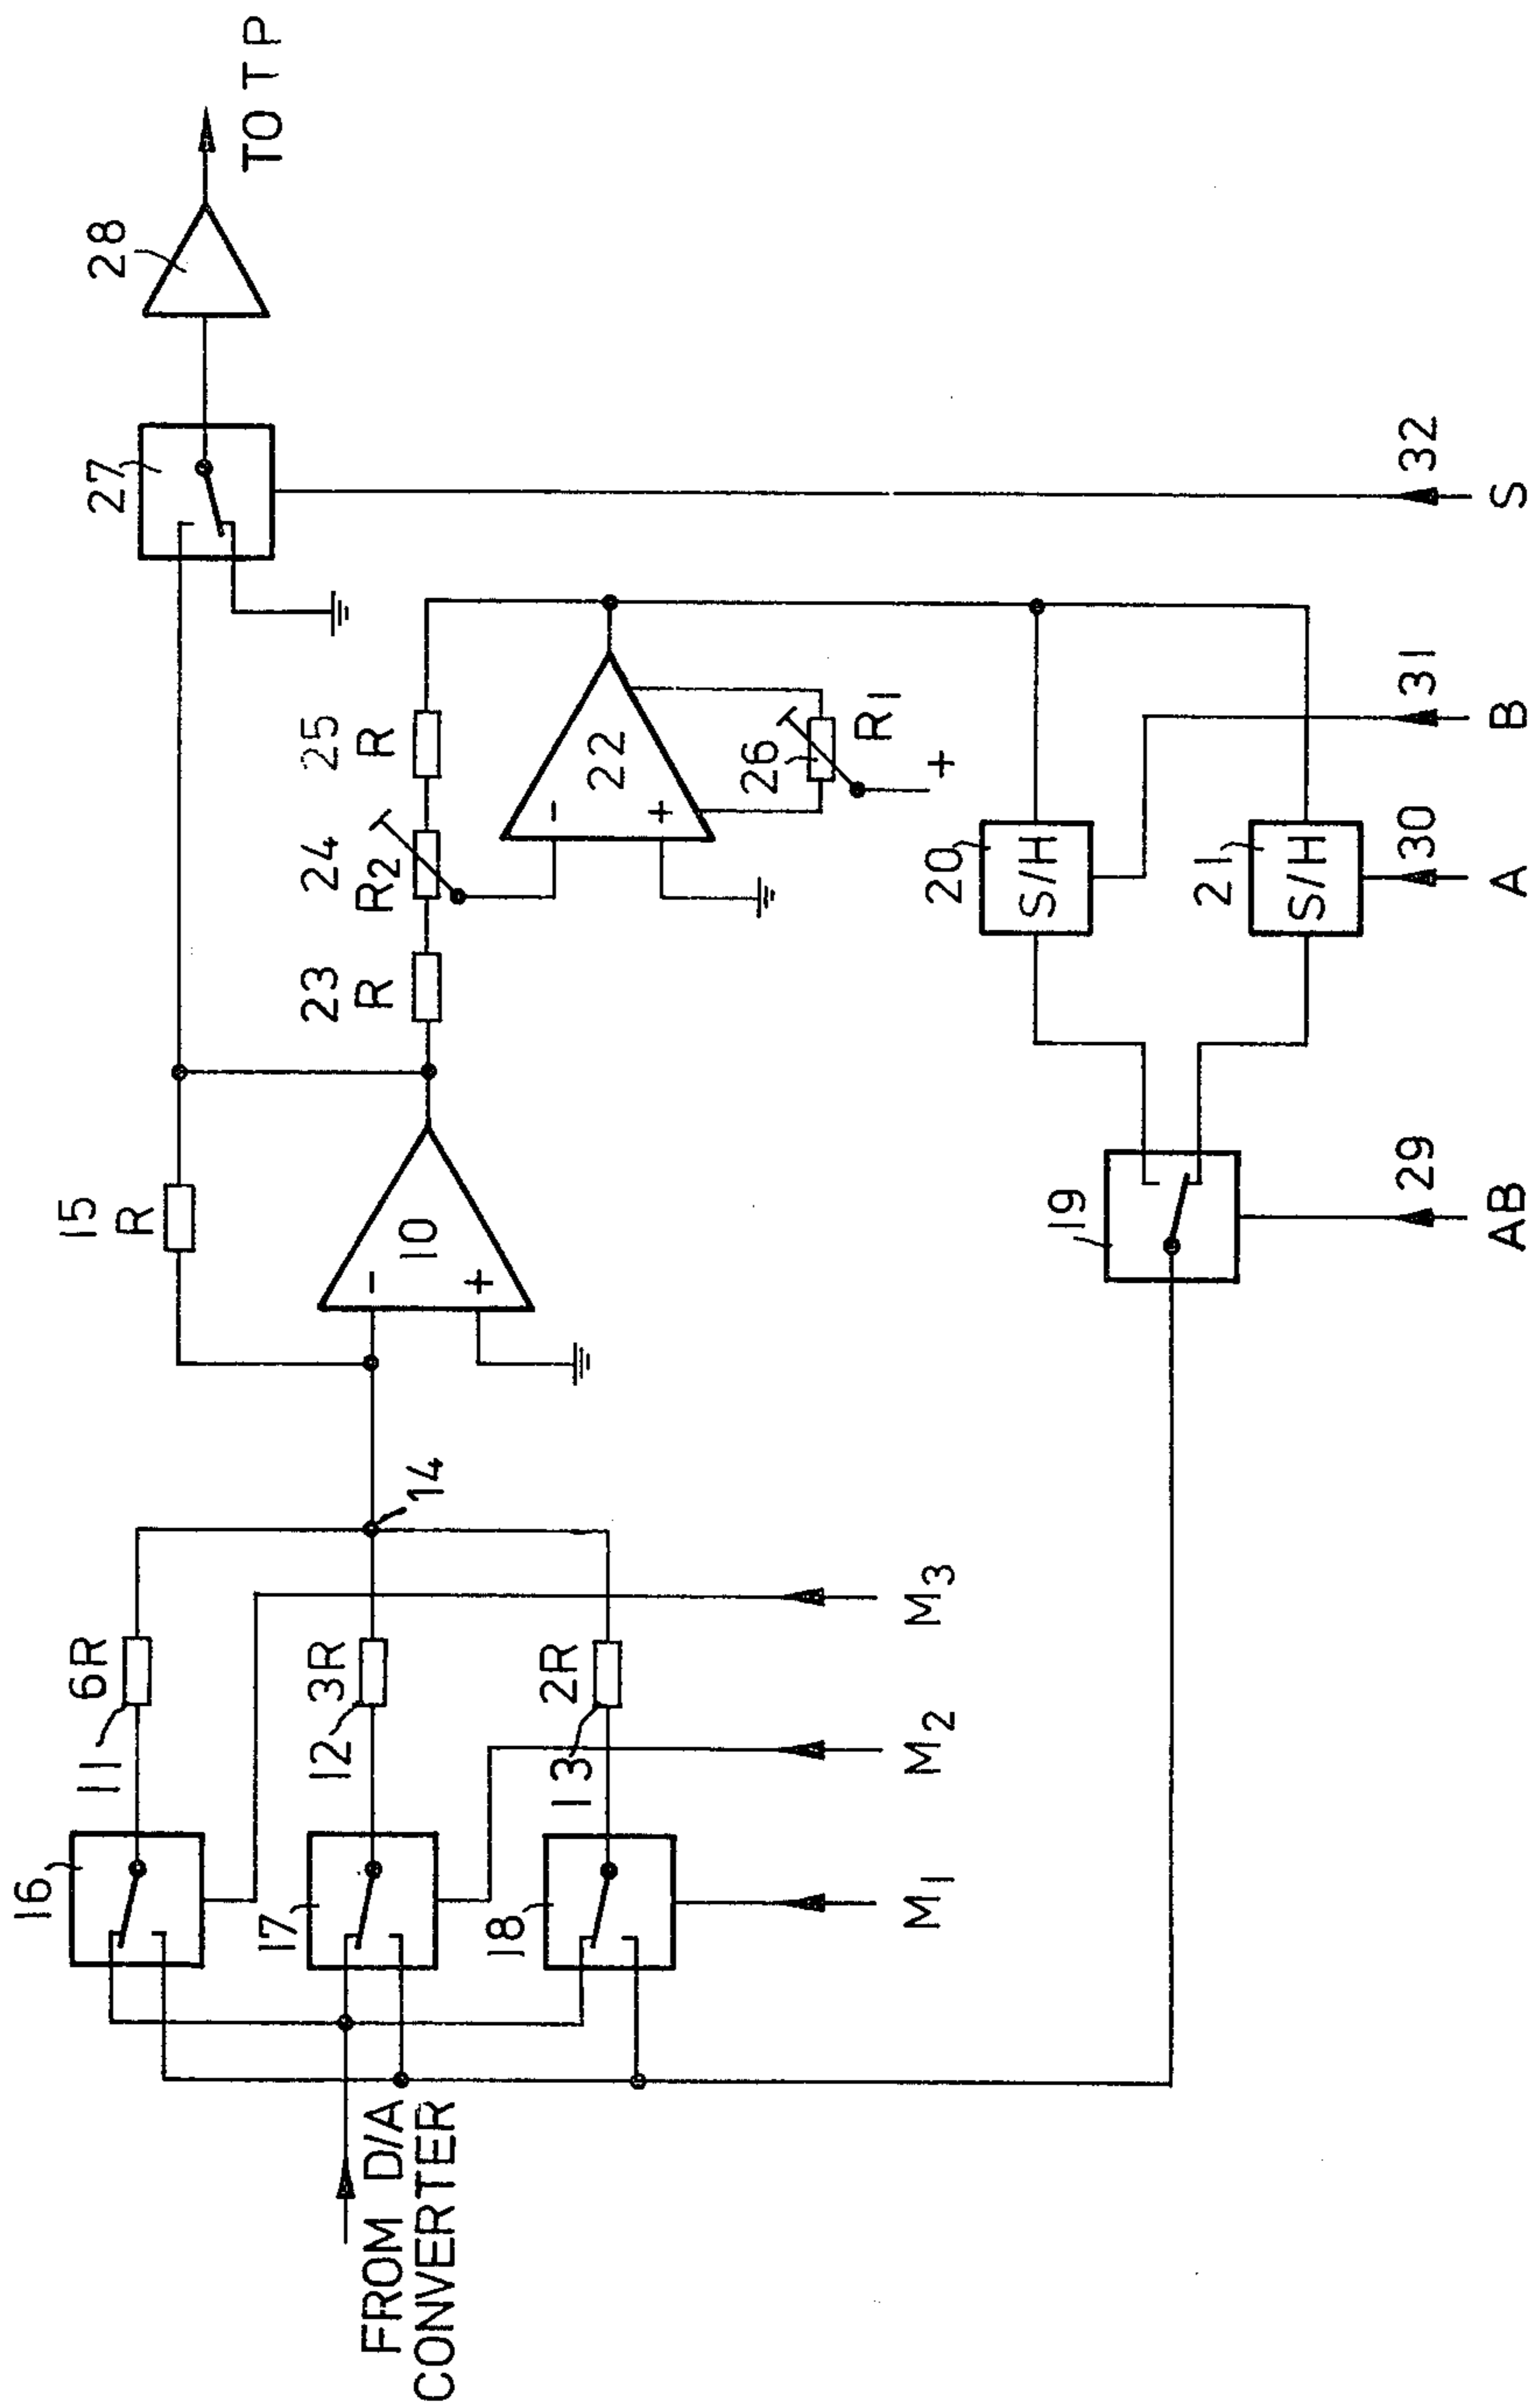 28
TO T P
27
32
S
15
R
10
-
+
23
R
24
R2
25
R
22
-
+
26
R1
+
20
S/H
21
S/H
31
B
30
A
19
29
AB
14
16
11
6R
17
12
3R
18
13
2R
M3
M2
M1
FROM D/A
CONVERTER